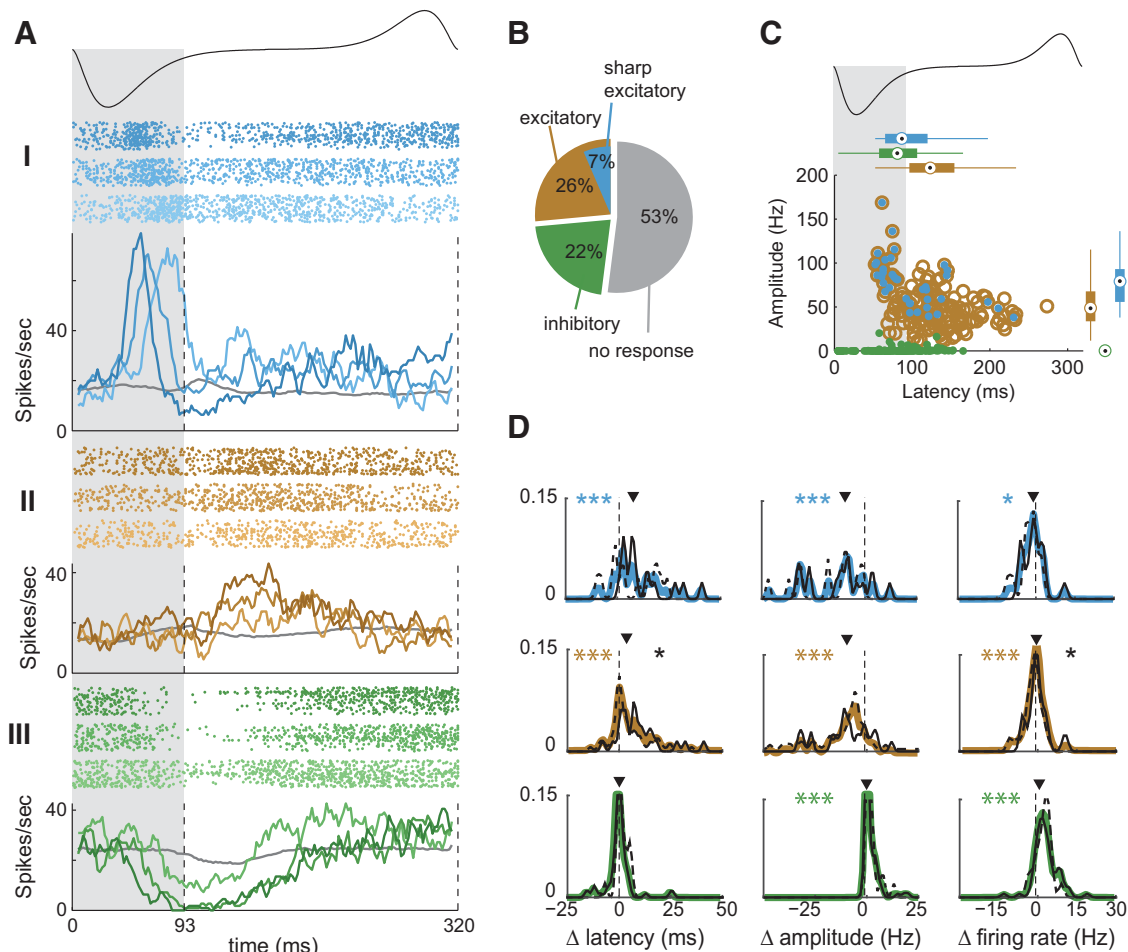 A
B
C
sharp
excitatory
excitatory
7%
26%
53%
22%
inhibitory
no response
I
Spikes/sec
40
0
II
Spikes/sec
40
0
III
Spikes/sec
40
0
0
93
320
time (ms)
200
150
100
50
0
Amplitude (Hz)
0
100
200
300
Latency (ms)
D
0.15
***
***
*
0
0.15
***
*
***
***
*
0
0.15
***
***
0
−25
0
50
−25
0
25
−15
0
15
30
Δ latency (ms)
Δ amplitude (Hz)
Δ firing rate (Hz)